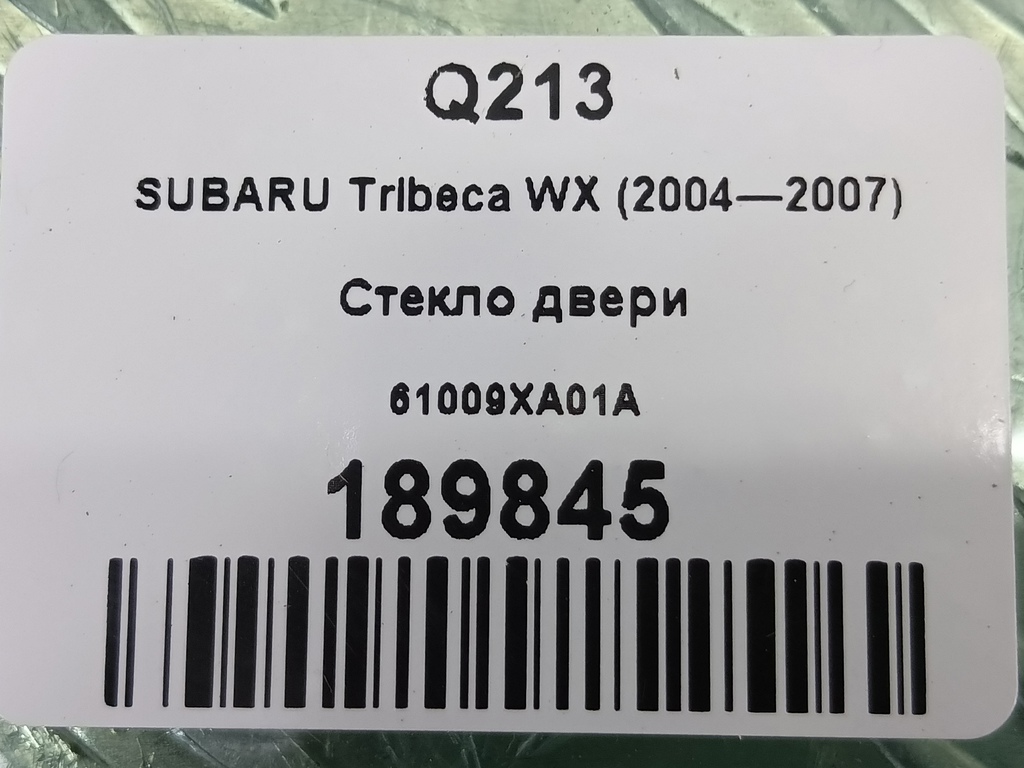 Q213
SUBARU Tribeca WX (2004—2007)
Стекло двери
61009XA01A
189845